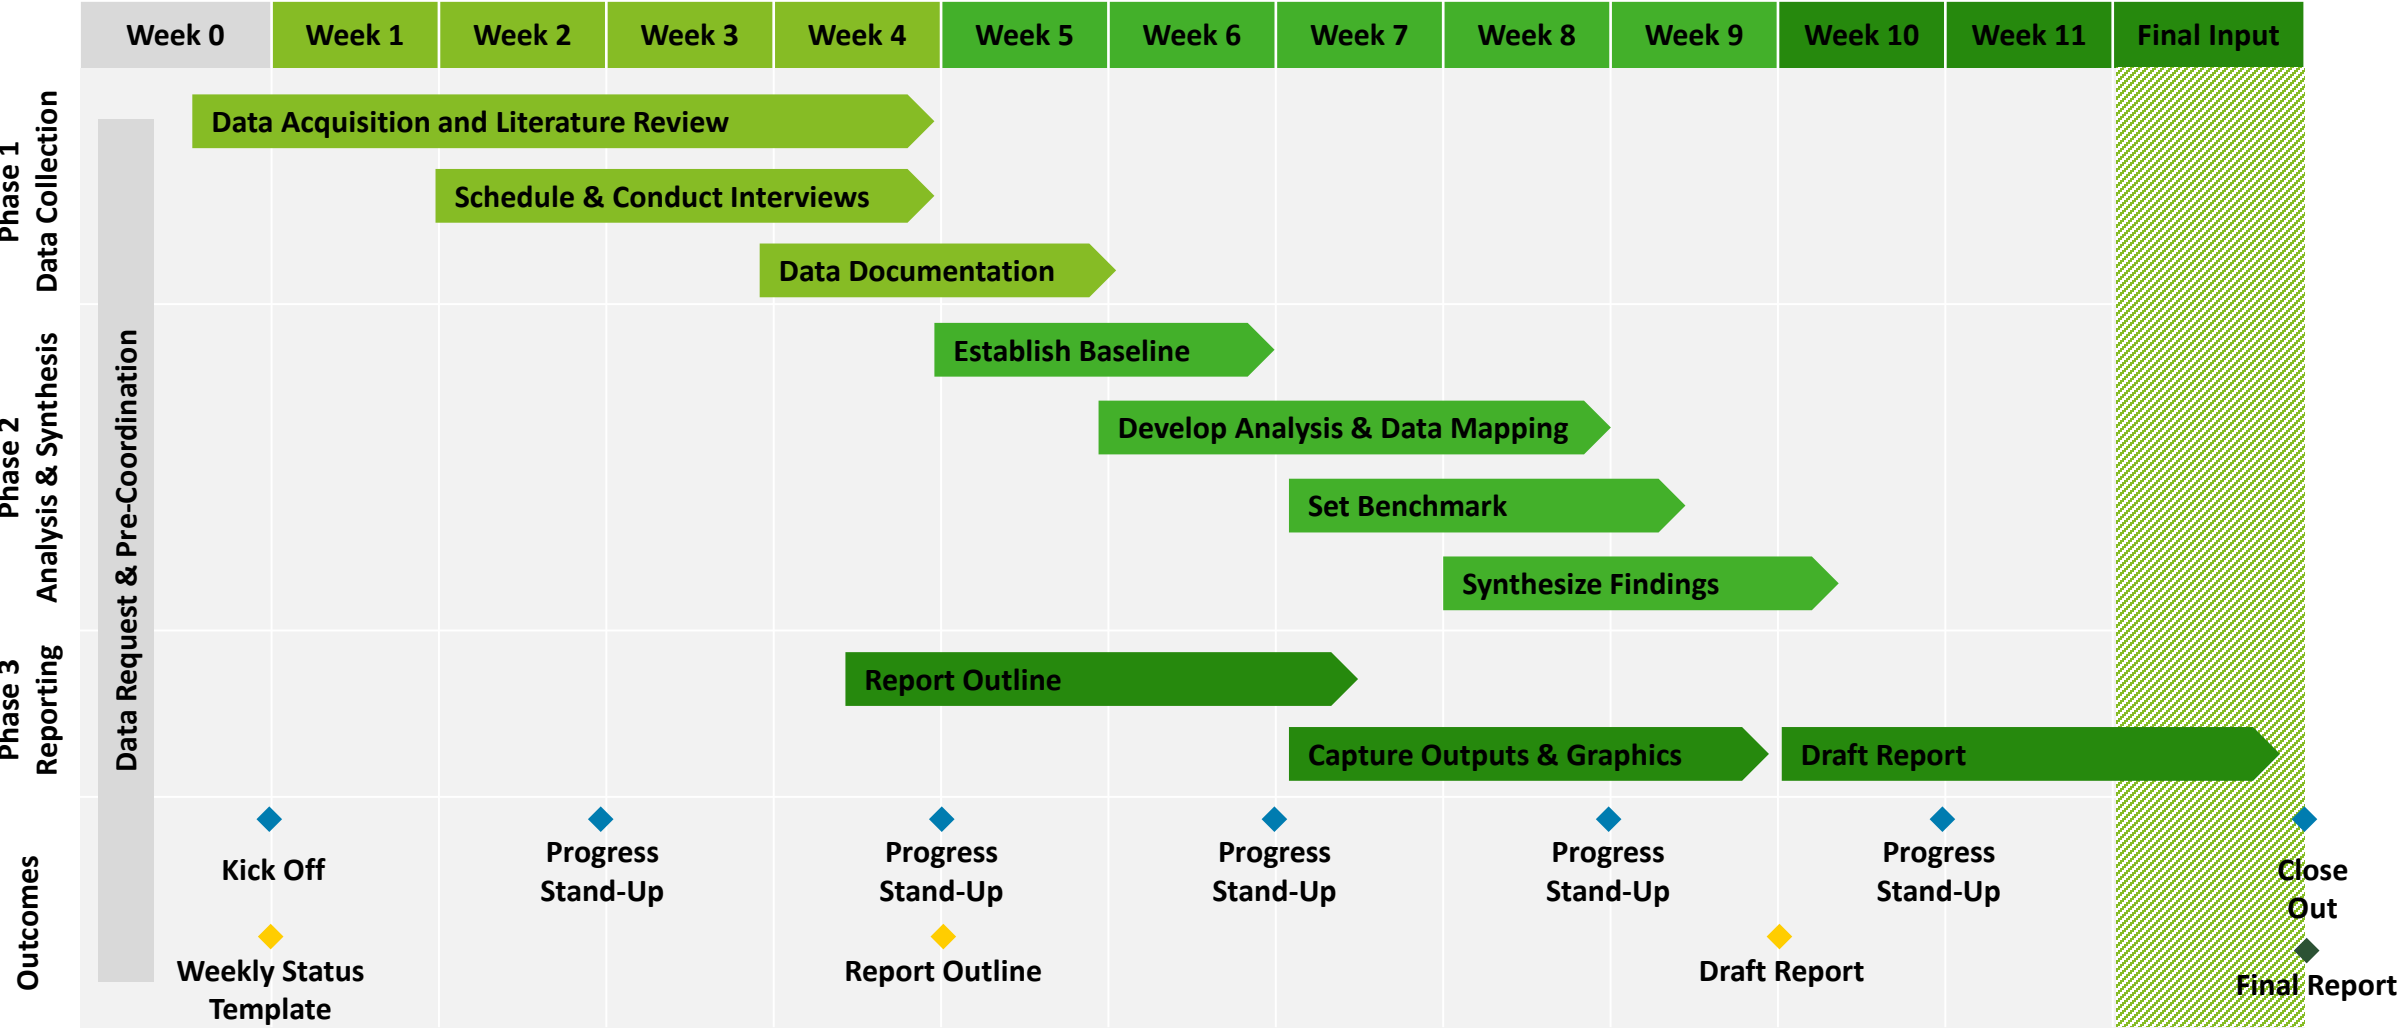 Week 0
Week 1
Week 2
Week 3
Week 4
Week 5
Week 6
Week 7
Week 8
Week 9
Week 10
Week 11
Final Input
Phase 1
Data Collection
Data Acquisition and Literature Review
Schedule & Conduct Interviews
Data Documentation
Data Request & Pre-Coordination
Phase 2
Analysis & Synthesis
Establish Baseline
Develop Analysis & Data Mapping
Set Benchmark
Synthesize Findings
Phase 3
Reporting
Report Outline
Capture Outputs & Graphics
Draft Report
Outcomes
Kick Off
Progress
Stand-Up
Progress
Stand-Up
Progress
Stand-Up
Progress
Stand-Up
Progress
Stand-Up
Close
Out
Weekly Status
Template
Report Outline
Draft Report
Final Report